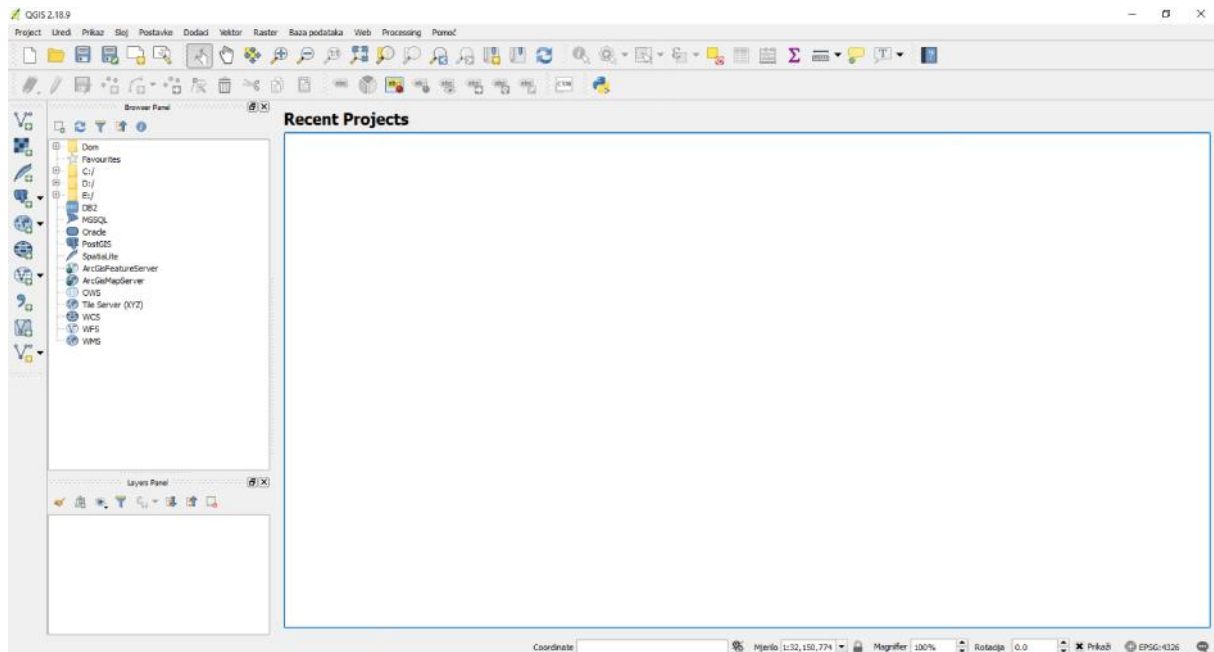 QGIS 2.18.9
Project Uredi Prikaz Sloj Postavke Dodaci Vektor Raster Baza podataka Web Processing Pomoć
CSW
Browser Panel
Recent Projects
Dom
Favourites
C:/
D:/
E:/
DB2
MSSQL
Oracle
PostGIS
SpatiaLite
ArcGisFeatureServer
ArcGisMapServer
OWS
Tile Server (XYZ)
WCS
WFS
WMS
Layers Panel
Coordinate Mjerilo 1:32,150,774 Magnifier 100% Rotacija 0.0 Prikaži EPSG:4326